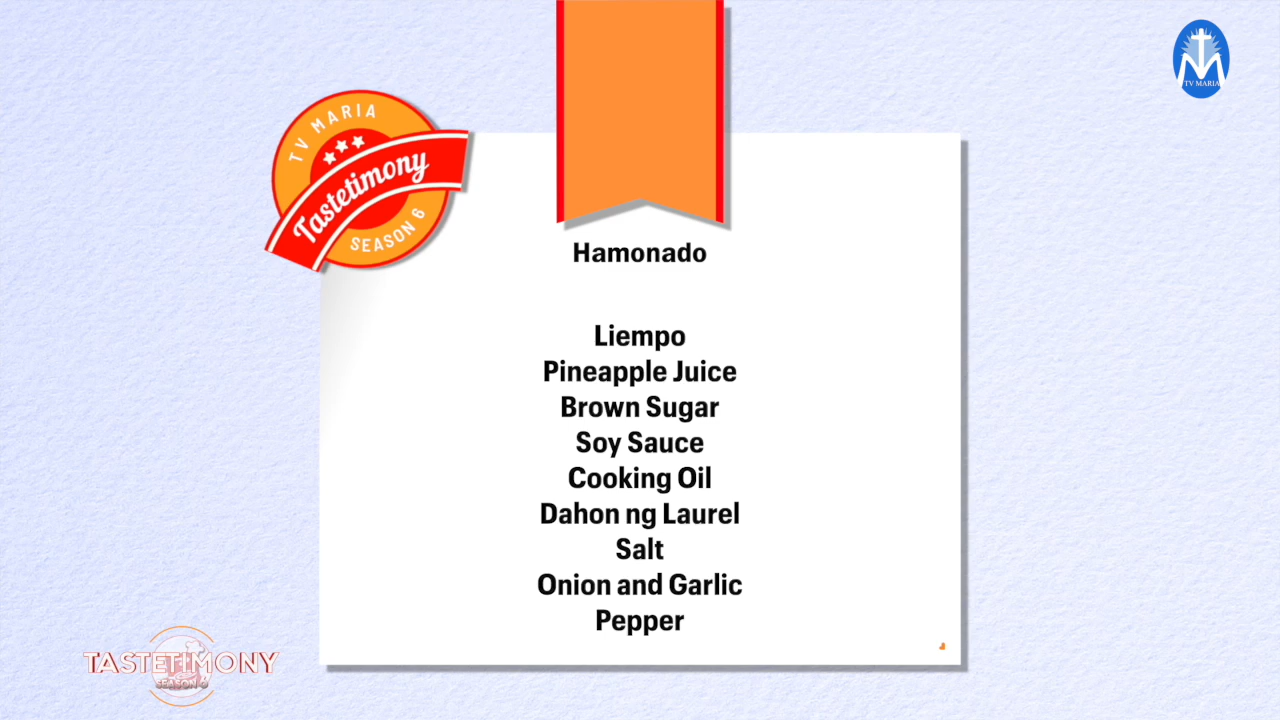 TV MARIA
TV MARIA
Tastetimony
SEASON 6
Hamonado
Liempo
Pineapple Juice
Brown Sugar
Soy Sauce
Cooking Oil
Dahon ng Laurel
Salt
Onion and Garlic
Pepper
TASTETIMONY
SEASON 6